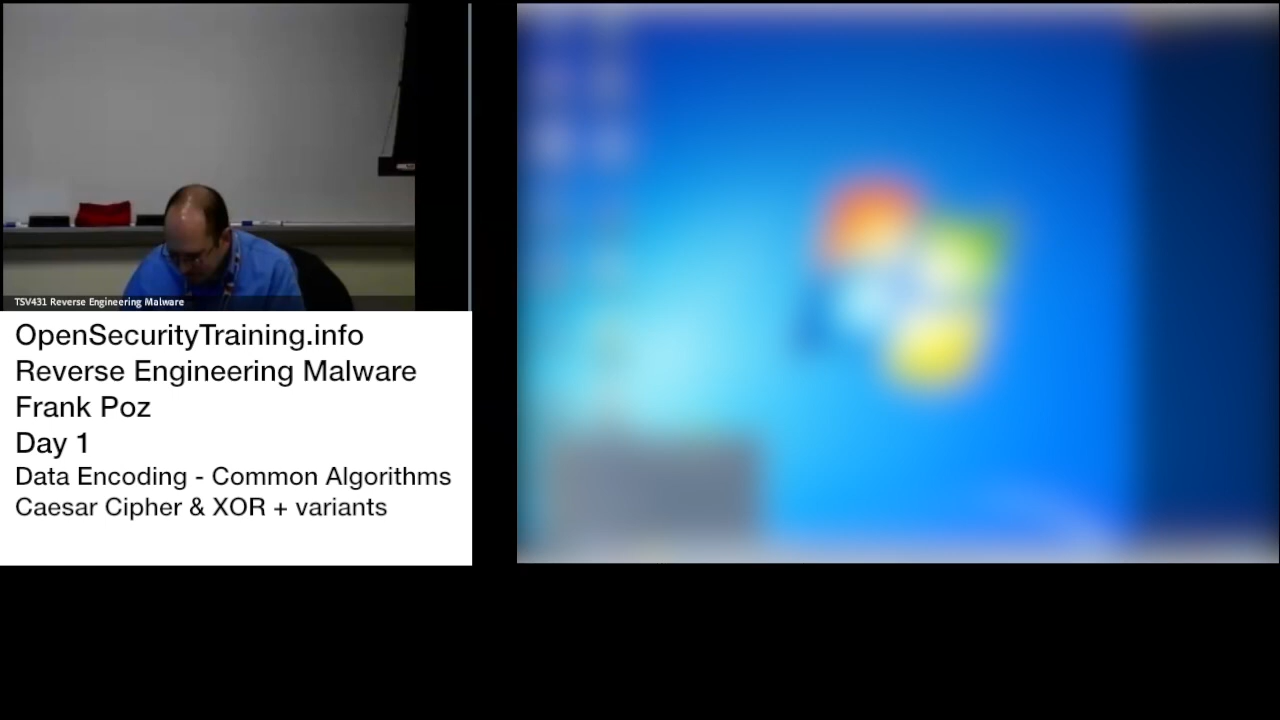 TSV431 Reverse Engineering Malware
OpenSecurityTraining.info
Reverse Engineering Malware
Frank Poz
Day 1
Data Encoding - Common Algorithms
Caesar Cipher & XOR + variants